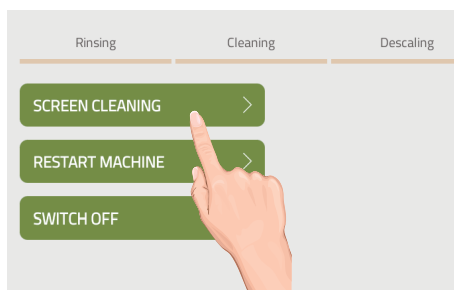 Rinsing
Cleaning
Descaling
SCREEN CLEANING
RESTART MACHINE
SWITCH OFF